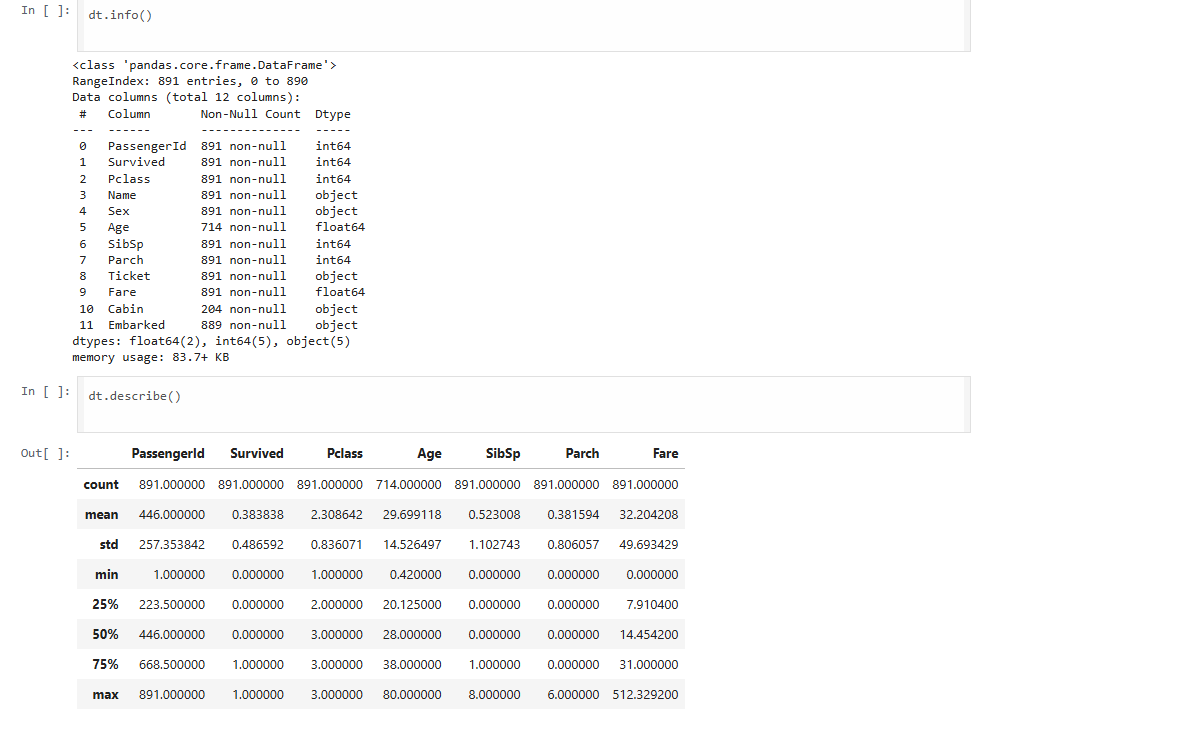 In [ ]: dt.info()
<class 'pandas.core.frame.DataFrame'>
RangeIndex: 891 entries, 0 to 890
Data columns (total 12 columns):
# Column Non-Null Count Dtype
--- ------ -------------- -----
0 PassengerId 891 non-null int64
1 Survived 891 non-null int64
2 Pclass 891 non-null int64
3 Name 891 non-null object
4 Sex 891 non-null object
5 Age 714 non-null float64
6 SibSp 891 non-null int64
7 Parch 891 non-null int64
8 Ticket 891 non-null object
9 Fare 891 non-null float64
10 Cabin 204 non-null object
11 Embarked 889 non-null object
dtypes: float64(2), int64(5), object(5)
memory usage: 83.7+ KB
In [ ]: dt.describe()
Out[ ]: PassengerId Survived Pclass Age SibSp Parch Fare
count 891.000000 891.000000 891.000000 714.000000 891.000000 891.000000 891.000000
mean 446.000000 0.383838 2.308642 29.699118 0.523008 0.381594 32.204208
std 257.353842 0.486592 0.836071 14.526497 1.102743 0.806057 49.693429
min 1.000000 0.000000 1.000000 0.420000 0.000000 0.000000 0.000000
25% 223.500000 0.000000 2.000000 20.125000 0.000000 0.000000 7.910400
50% 446.000000 0.000000 3.000000 28.000000 0.000000 0.000000 14.454200
75% 668.500000 1.000000 3.000000 38.000000 1.000000 0.000000 31.000000
max 891.000000 1.000000 3.000000 80.000000 8.000000 6.000000 512.329200